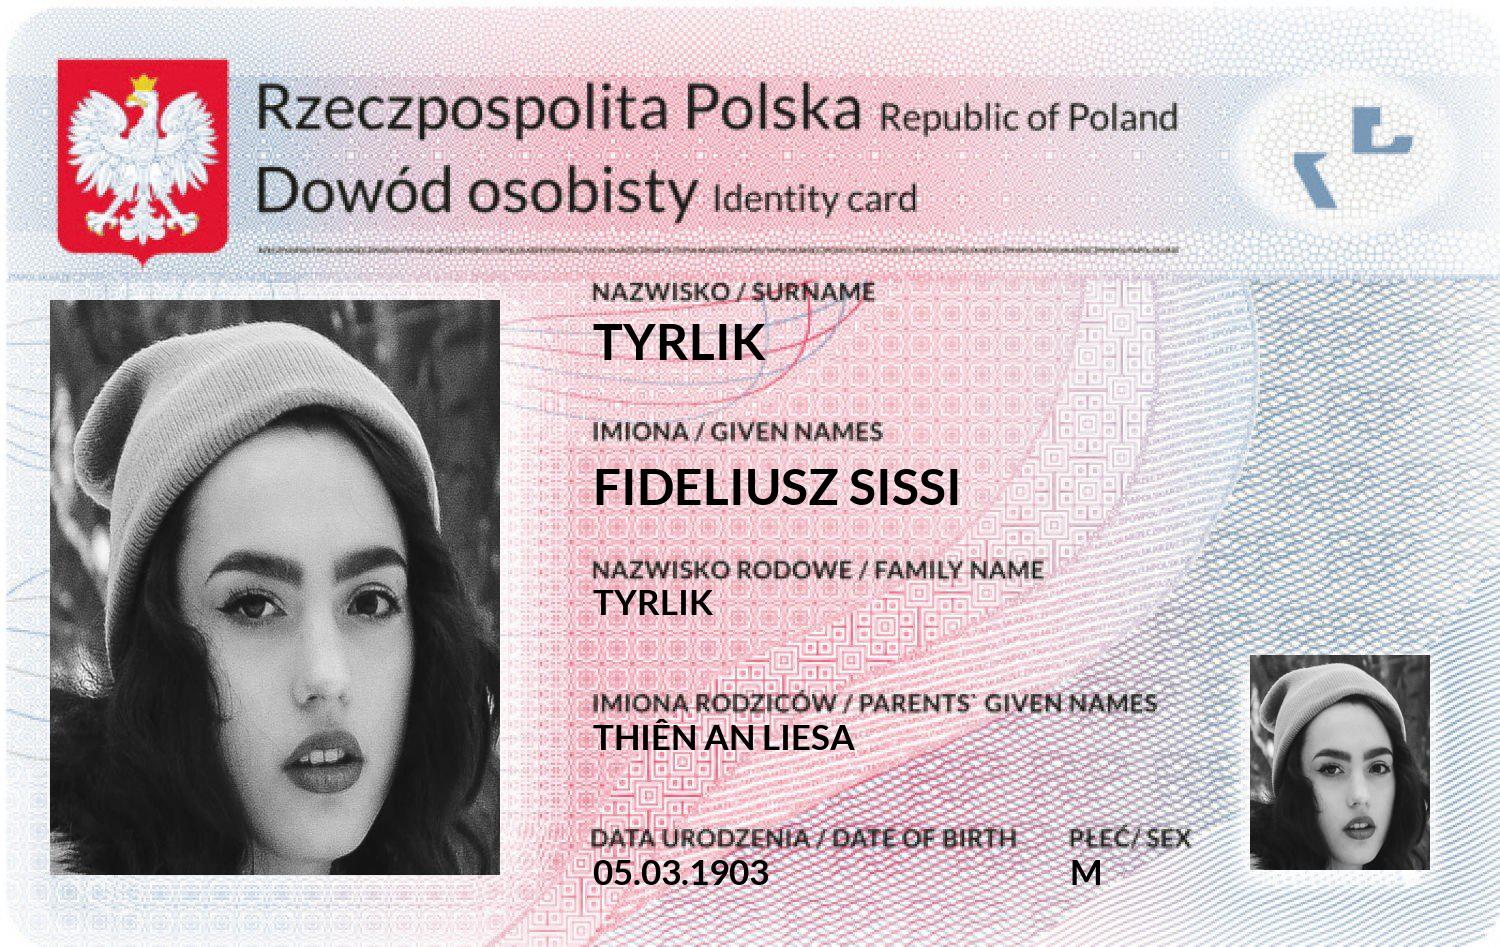 Rzeczpospolita Polska Republic of Poland
Dowód osobisty Identity card
NAZWISKO / SURNAME
TYRLIK
IMIONA / GIVEN NAMES
FIDELIUSZ SISSI
NAZWISKO RODOWE / FAMILY NAME
TYRLIK
IMIONA RODZICÓW / PARENTS` GIVEN NAMES
THIÊN AN LIESA
DATA URODZENIA / DATE OF BIRTH PŁEĆ/ SEX
05.03.1903 M